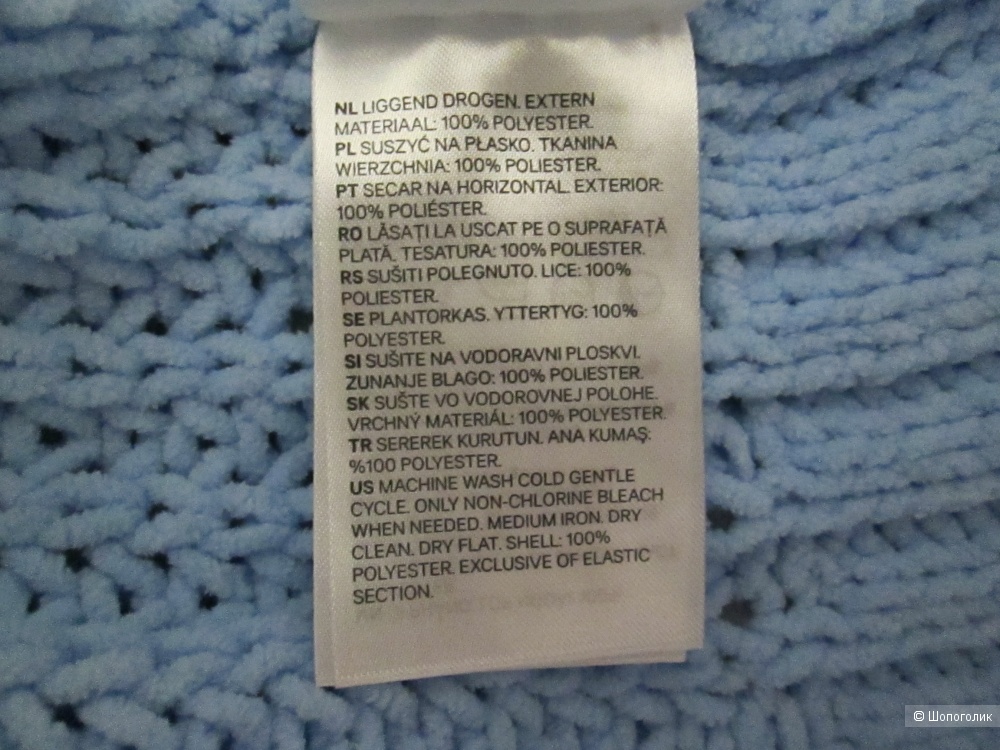 NL LIGGEND DROGEN. EXTERN
MATERIAAL: 100% POLYESTER.
PL SUSZYĆ NA PŁASKO. TKANINA
WIERZCHNIA: 100% POLIESTER.
PT SECAR NA HORIZONTAL. EXTERIOR:
100% POLIÉSTER.
RO LĂSAȚI LA USCAT PE O SUPRAFAȚĂ
PLATĂ. TESATURA: 100% POLIESTER.
RS SUŠITI POLEGNUTO. LICE: 100%
POLIESTER.
SE PLANTORKAS. YTTERTYG: 100%
POLYESTER.
SI SUŠITE NA VODORAVNI PLOSKVI.
ZUNANJE BLAGO: 100% POLIESTER.
SK SUŠTE VO VODOROVNEJ POLOHE.
VRCHNÝ MATERIÁL: 100% POLYESTER.
TR SEREREK KURUTUN. ANA KUMAŞ:
%100 POLYESTER.
US MACHINE WASH COLD GENTLE
CYCLE. ONLY NON-CHLORINE BLEACH
WHEN NEEDED. MEDIUM IRON. DRY
CLEAN. DRY FLAT. SHELL: 100%
POLYESTER. EXCLUSIVE OF ELASTIC
SECTION.
© Шопоголик